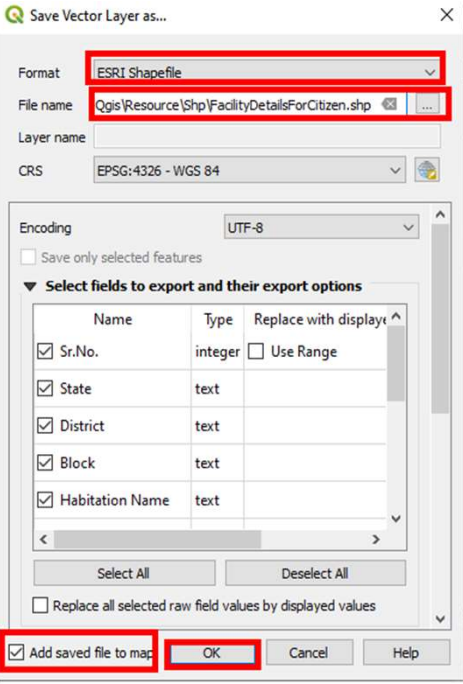 Save Vector Layer as...
Format ESRI Shapefile
File name Qgis\Resource\Shp\FacilityDetailsForCitizen.shp ...
Layer name
CRS EPSG:4326 - WGS 84
Encoding UTF-8
Save only selected features
Select fields to export and their export options
Name Type Replace with displaye
Sr.No. integer Use Range
State text
District text
Block text
Habitation Name text
Select All Deselect All
Replace all selected raw field values by displayed values
Add saved file to map OK Cancel Help